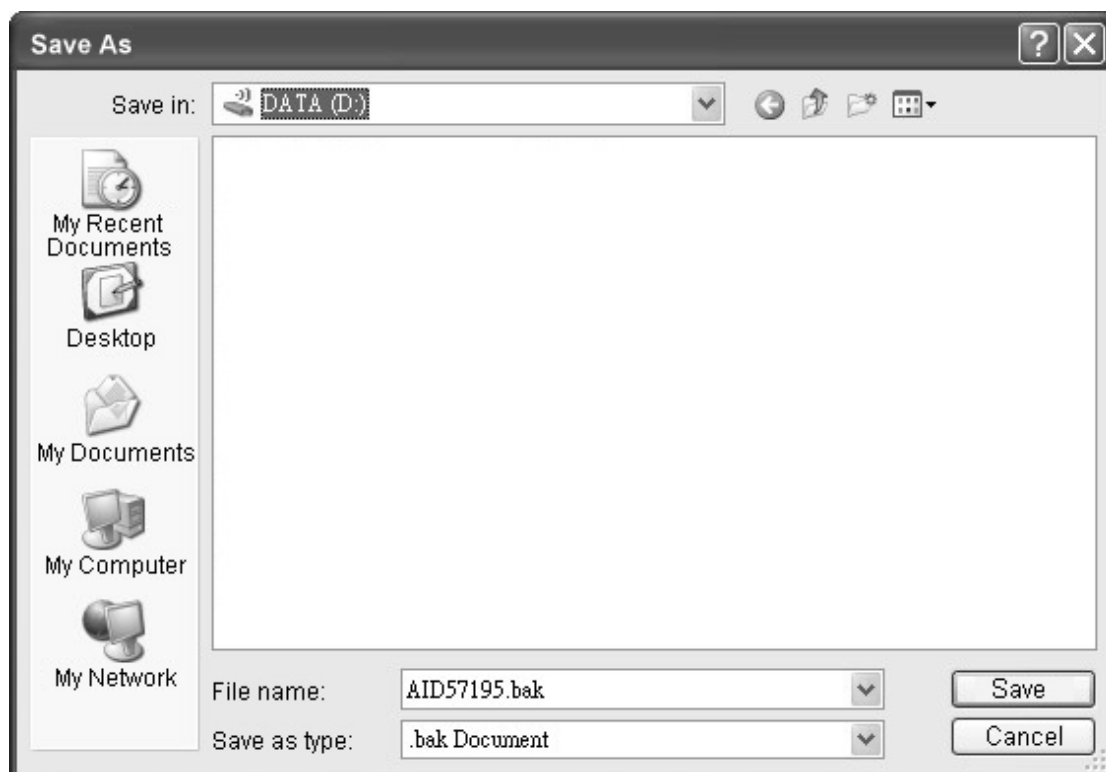 Save As
Save in:
DATA (D:)
My Recent
Documents
Desktop
My Documents
My Computer
My Network
File name:
AID57195.bak
Save
Save as type:
.bak Document
Cancel